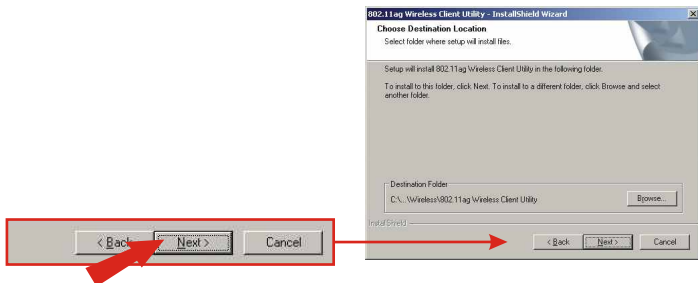 802.11ag Wireless Client Utility - InstallShield Wizard
Choose Destination Location
Select folder where setup will install files.
Setup will install 802.11ag Wireless Client Utility in the following folder.
To install to this folder, click Next. To install to a different folder, click Browse and select
another folder.
Destination Folder
C:\...\Wireless\802.11ag Wireless Client Utility
Browse...
InstallShield
< Back Next > Cancel
< Back Next > Cancel